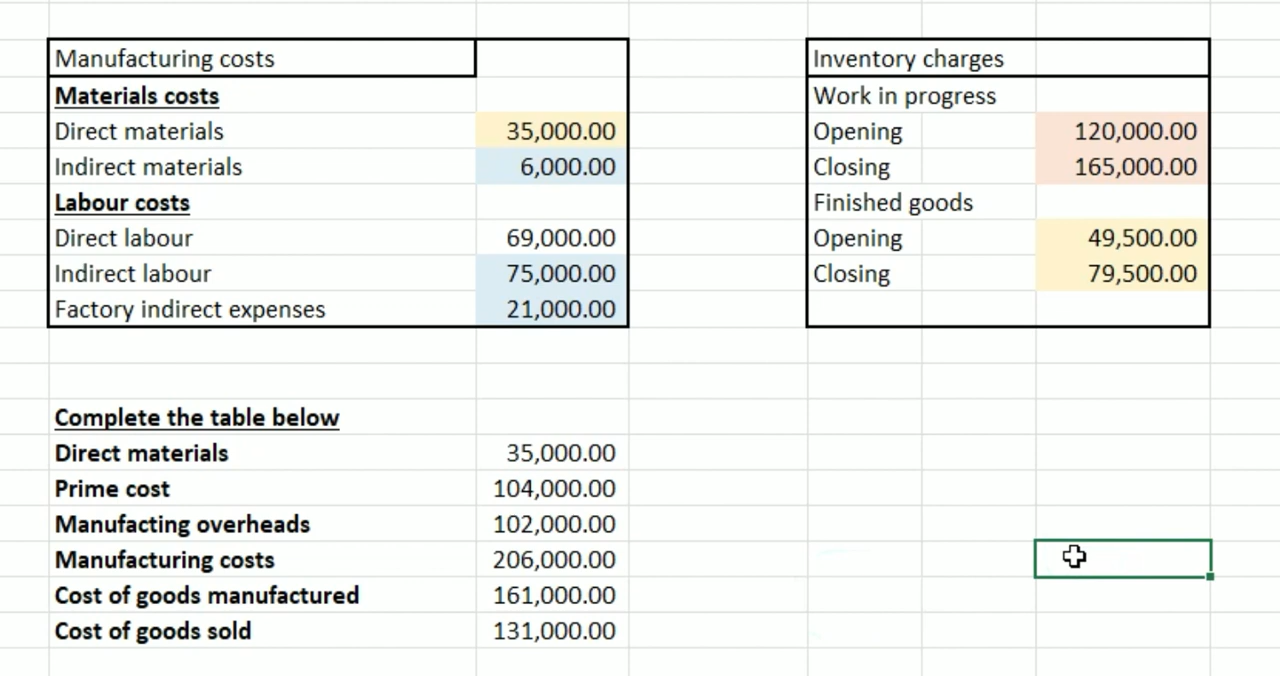 Manufacturing costs
Materials costs
Direct materials 35,000.00
Indirect materials 6,000.00
Labour costs
Direct labour 69,000.00
Indirect labour 75,000.00
Factory indirect expenses 21,000.00
Inventory charges
Work in progress
Opening 120,000.00
Closing 165,000.00
Finished goods
Opening 49,500.00
Closing 79,500.00
Complete the table below
Direct materials 35,000.00
Prime cost 104,000.00
Manufacting overheads 102,000.00
Manufacturing costs 206,000.00
Cost of goods manufactured 161,000.00
Cost of goods sold 131,000.00